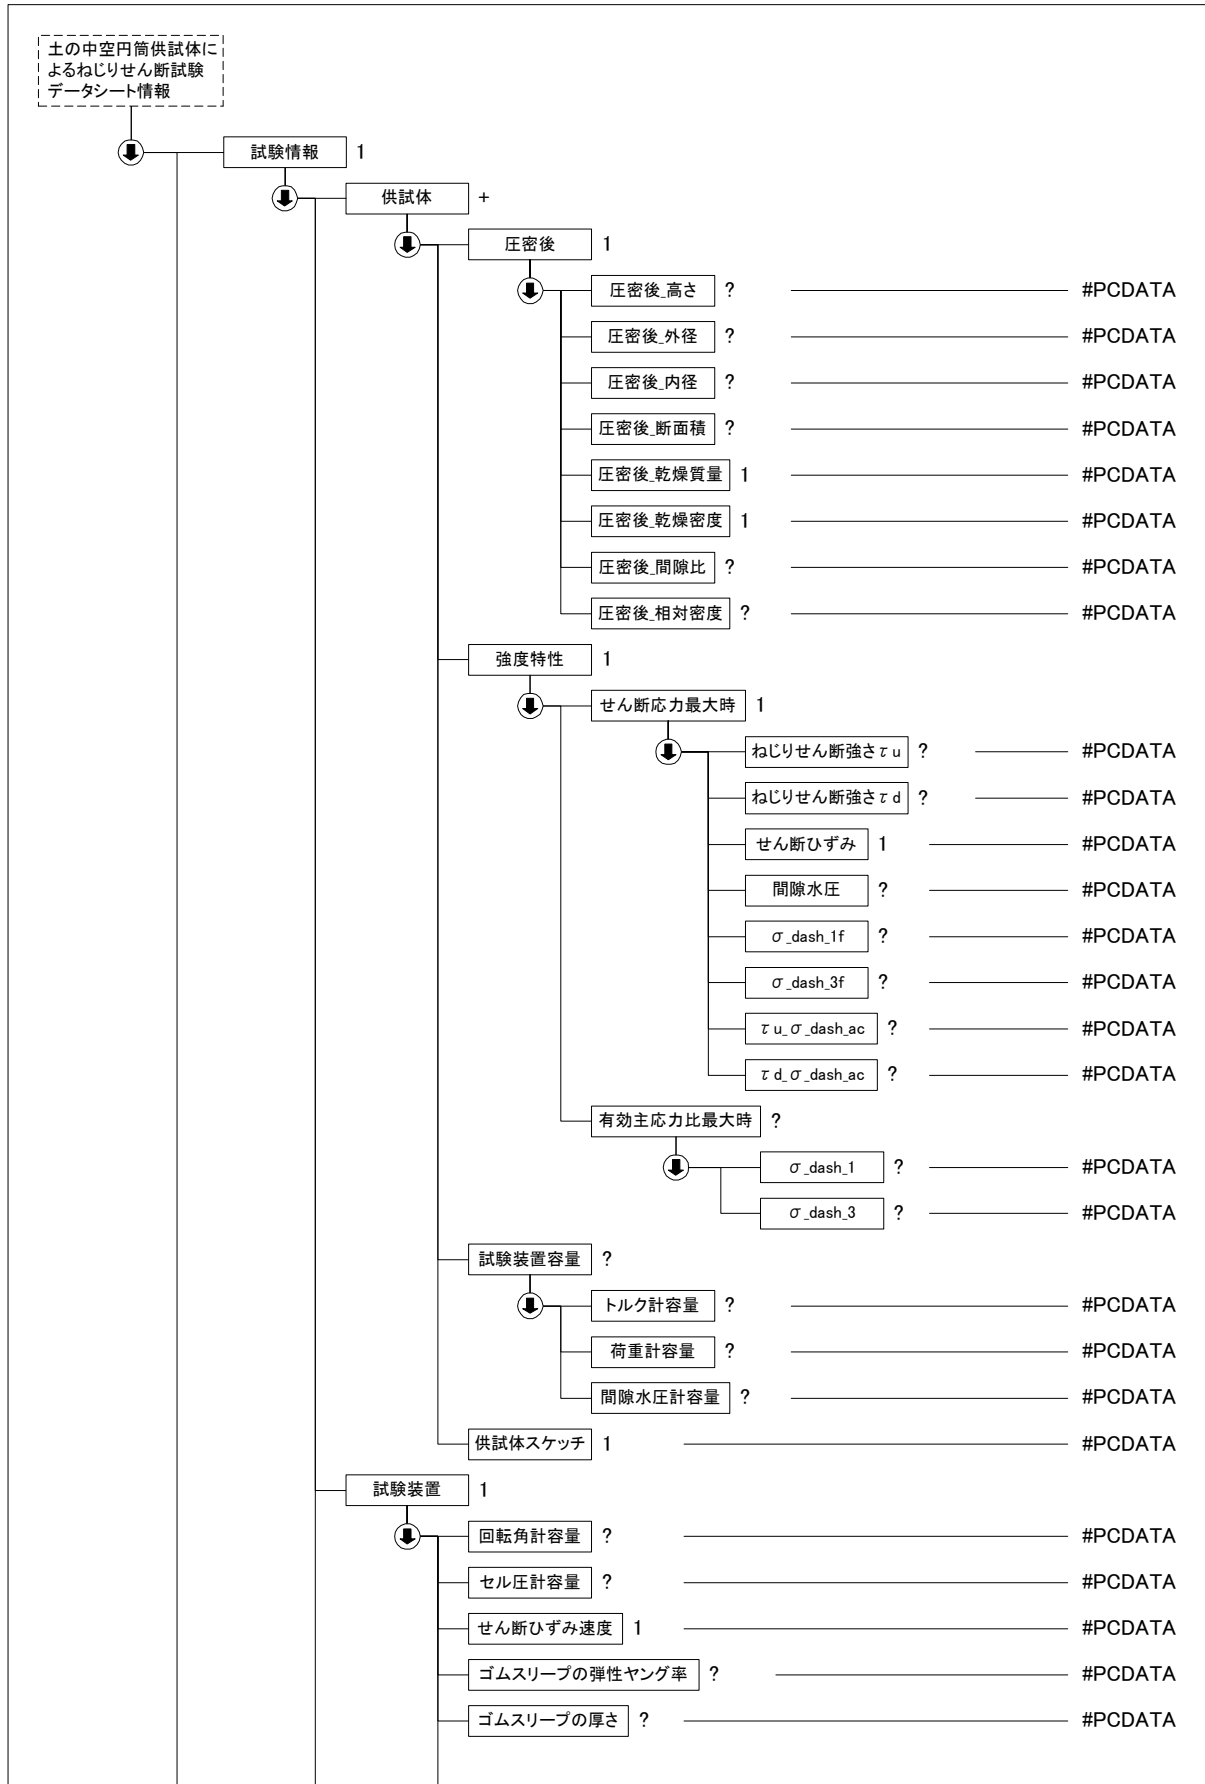 土の中空円筒供試体に
よるねじりせん断試験
データシート情報
試験情報 1
供試体 +
圧密後 1
圧密後_高さ ? #PCDATA
圧密後_外径 ? #PCDATA
圧密後_内径 ? #PCDATA
圧密後_断面積 ? #PCDATA
圧密後_乾燥質量 1 #PCDATA
圧密後_乾燥密度 1 #PCDATA
圧密後_間隙比 ? #PCDATA
圧密後_相対密度 ? #PCDATA
強度特性 1
せん断応力最大時 1
ねじりせん断強さτu ? #PCDATA
ねじりせん断強さτd ? #PCDATA
せん断ひずみ 1 #PCDATA
間隙水圧 ? #PCDATA
σ_dash_1f ? #PCDATA
σ_dash_3f ? #PCDATA
τu_σ_dash_ac ? #PCDATA
τd_σ_dash_ac ? #PCDATA
有効主応力比最大時 ?
σ_dash_1 ? #PCDATA
σ_dash_3 ? #PCDATA
試験装置容量 ?
トルク計容量 ? #PCDATA
荷重計容量 ? #PCDATA
間隙水圧計容量 ? #PCDATA
供試体スケッチ 1 #PCDATA
試験装置 1
回転角計容量 ? #PCDATA
セル圧計容量 ? #PCDATA
せん断ひずみ速度 1 #PCDATA
ゴムスリーブの弾性ヤング率 ? #PCDATA
ゴムスリーブの厚さ ? #PCDATA